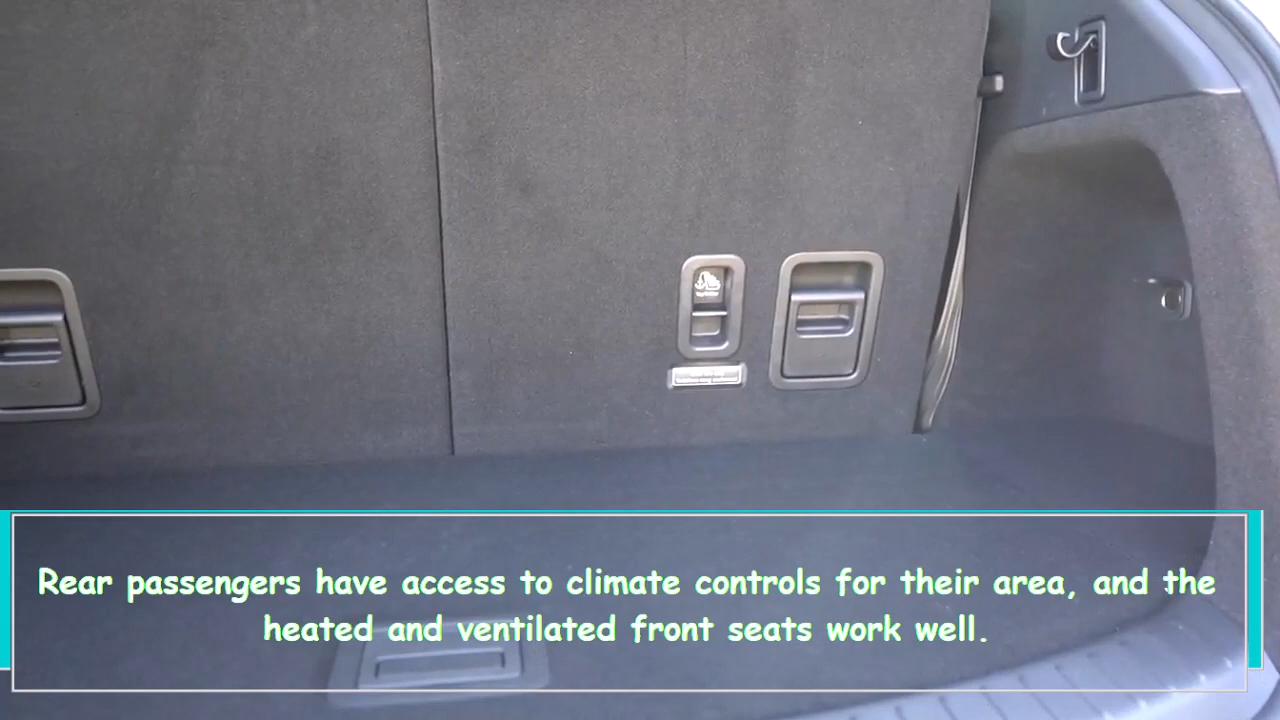 Rear passengers have access to climate controls for their area, and the
heated and ventilated front seats work well.